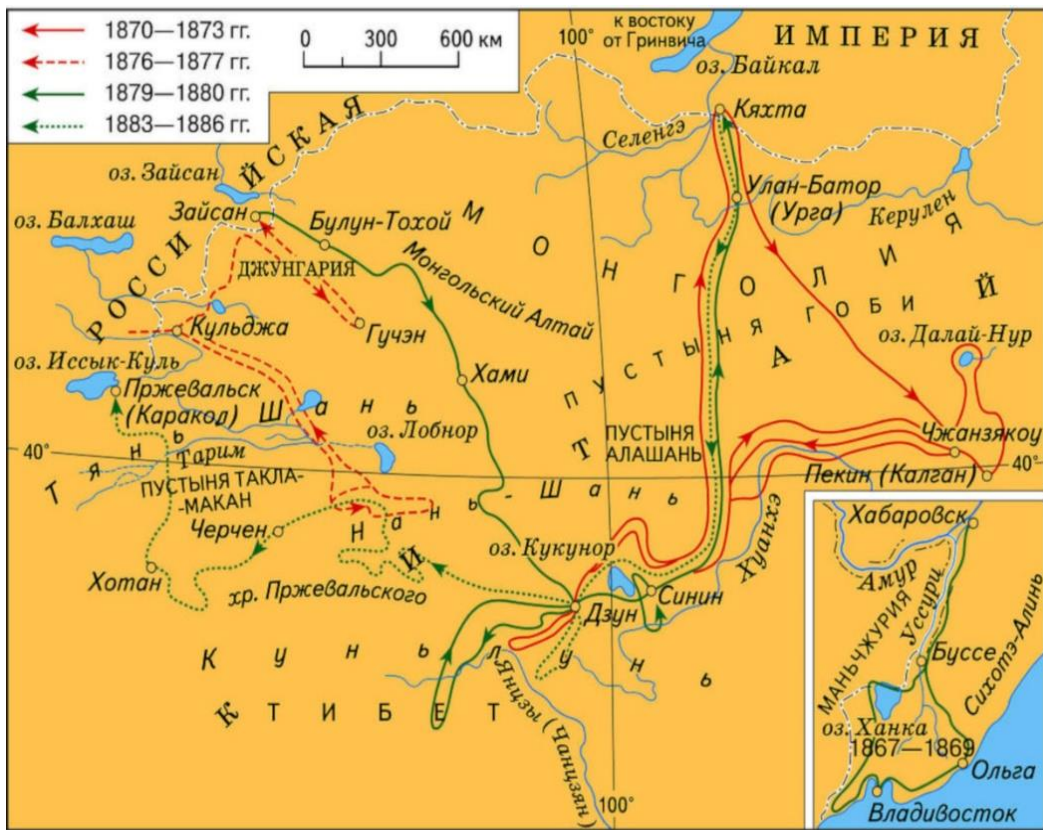 1870—1873 гг.
1876—1877 гг.
1879—1880 гг.
1883—1886 гг.
0 300 600 км
100°
к востоку
от Гринвича
ИМПЕРИЯ
оз. Байкал
Кяхта
Селенгэ
РОССИЙСКАЯ
оз. Зайсан
Зайсан
Булун-Тохой
оз. Балхаш
ДЖУНГАРИЯ
Монгольский Алтай
МОНГОЛИЯ
Улан-Батор
(Урга)
Керулен
Кульджа
Гучэн
ПУСТЫНЯ ГОБИ
оз. Далай-Нур
оз. Иссык-Куль
Пржевальск
(Каракол)
Хами
Тянь Шань
40°
Тарим
оз. Лобнор
ПУСТЫНЯ ТАКЛА-
-МАКАН
ПУСТЫНЯ
АЛАШАНЬ
Чжанзякоу
Пекин (Калган)
40°
Нань-Шань
Черчен
Хотан
хр. Пржевальского
оз. Кукунор
Хуанхэ
Дзун
Синин
Куньлунь
КИТАЙ
ТИБЕТ
Янцзы (Чанцзян)
100°
Хабаровск
Амур
Уссури
МАНЬЧЖУРИЯ
Буссе
Сихотэ-Алинь
оз. Ханка
1867—1869
Ольга
Владивосток